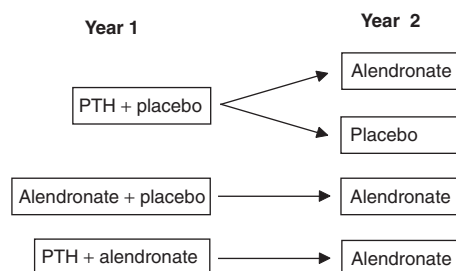 Year 1
Year 2
Alendronate
PTH + placebo
Placebo
Alendronate + placebo
Alendronate
PTH + alendronate
Alendronate